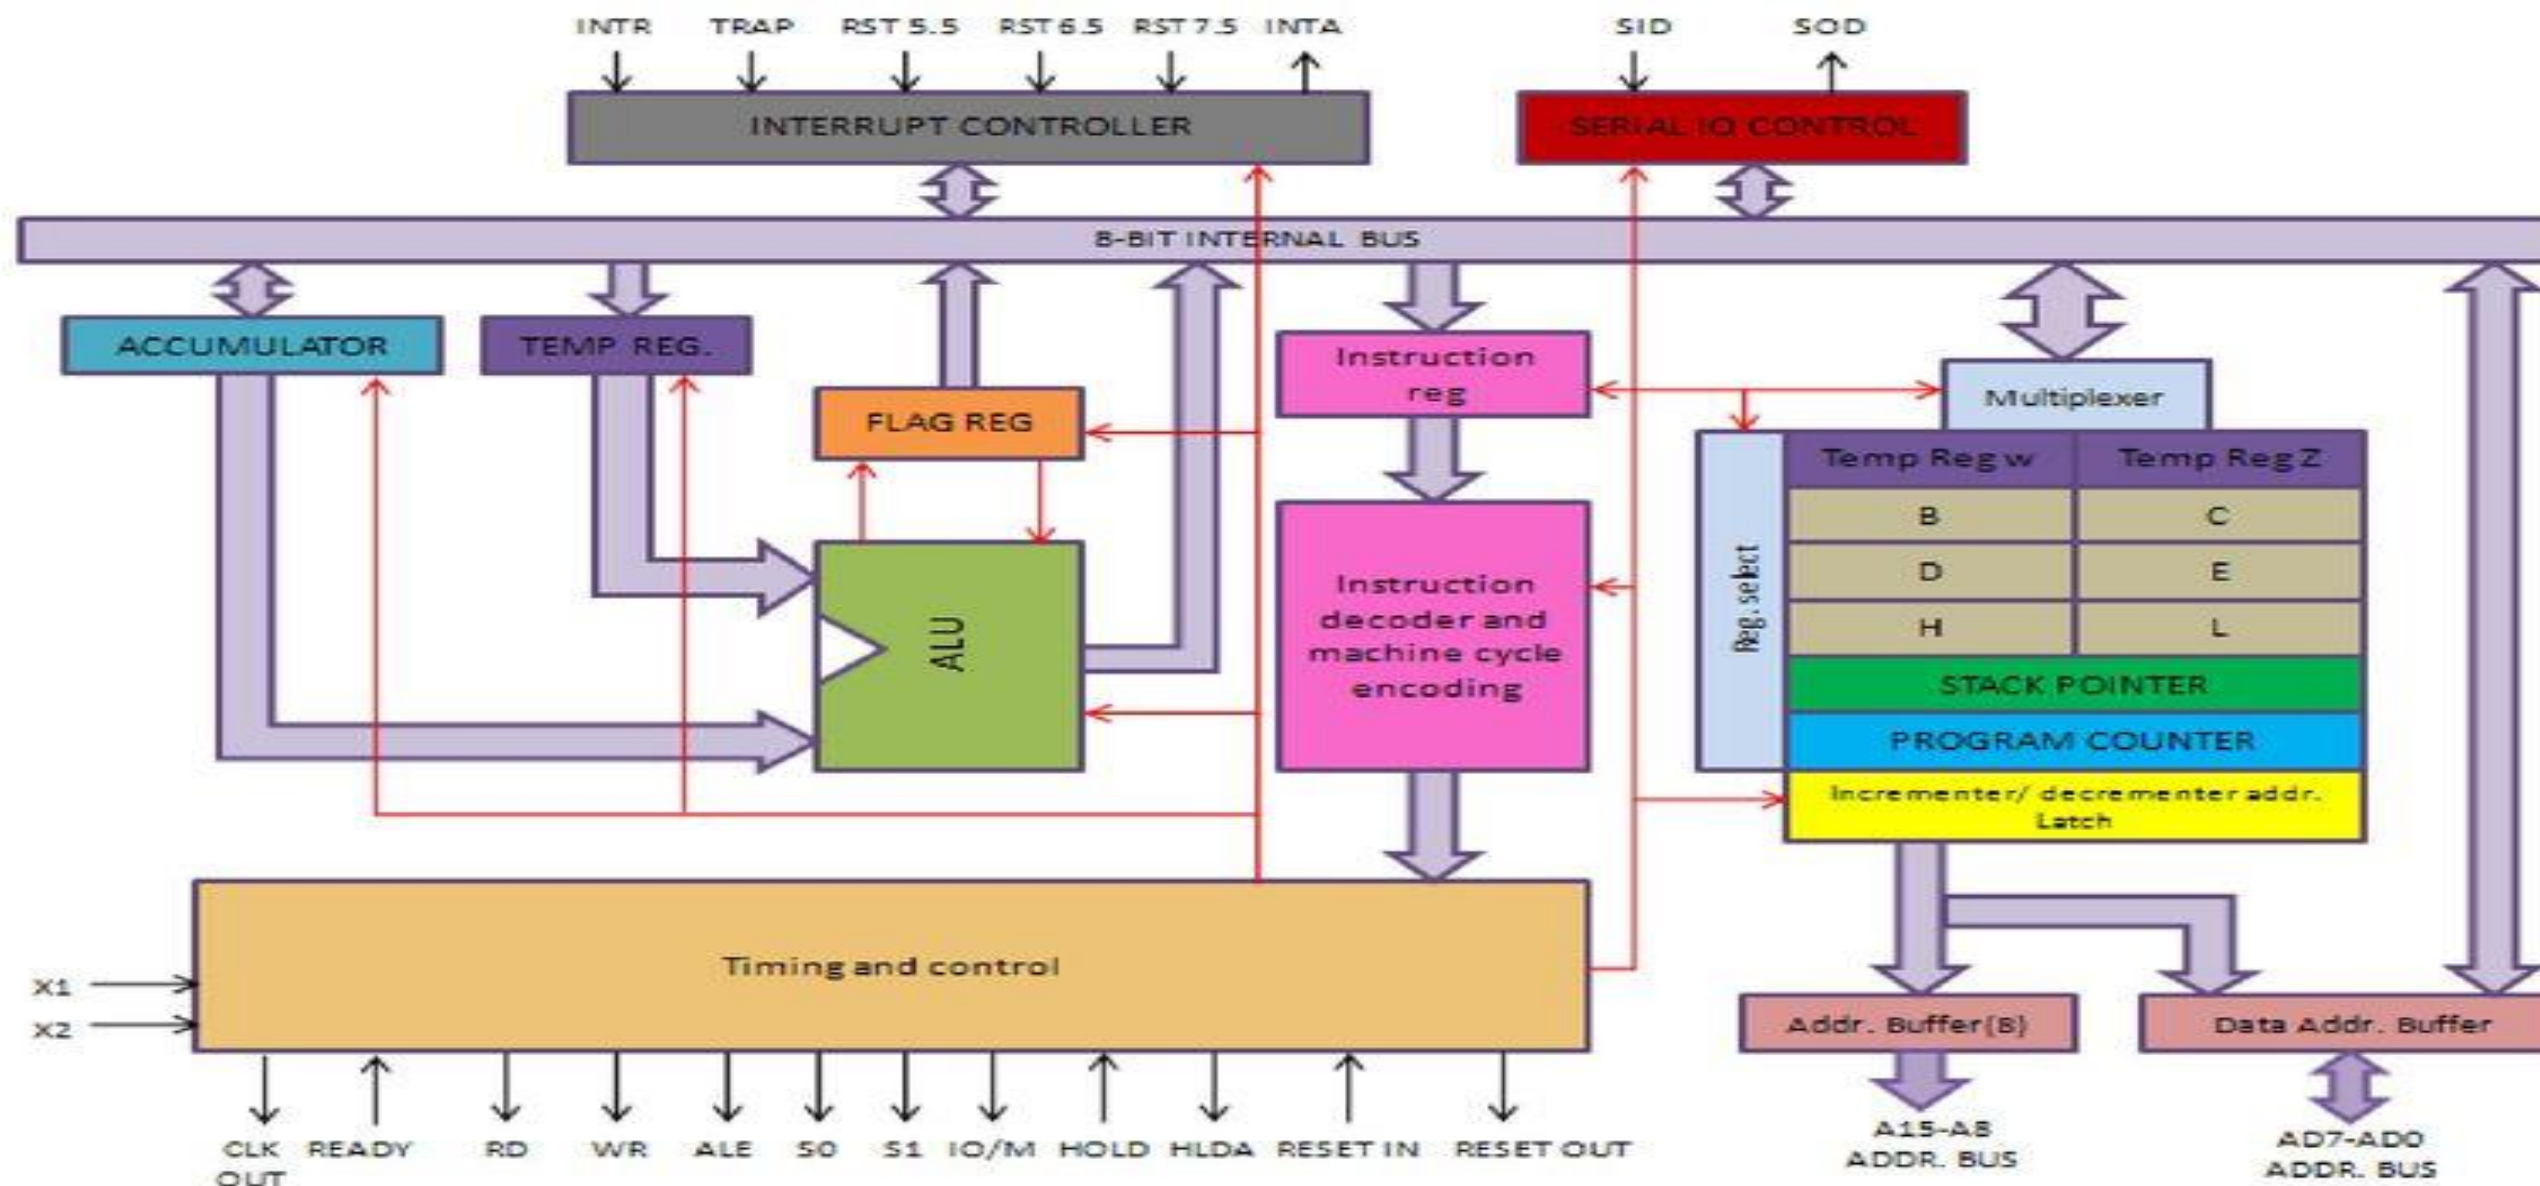 INTR TRAP RST 5.5 RST 6.5 RST 7.5 INTA SID SOD
INTERRUPT CONTROLLER
SERIAL IO CONTROL
8-BIT INTERNAL BUS
ACCUMULATOR
TEMP REG.
FLAG REG
ALU
Instruction
reg
Instruction
decoder and
machine cycle
encoding
Multiplexer
Reg. select
Temp Reg w
Temp Reg Z
B
C
D
E
H
L
STACK POINTER
PROGRAM COUNTER
Incrementer/ decrementer addr.
Latch
Timing and control
X1
X2
Addr. Buffer(8)
Data Addr. Buffer
CLK
OUT
READY
RD
WR
ALE
S0
S1
IO/M
HOLD
HLDA
RESET IN
RESET OUT
A15-A8
ADDR. BUS
AD7-AD0
ADDR. BUS